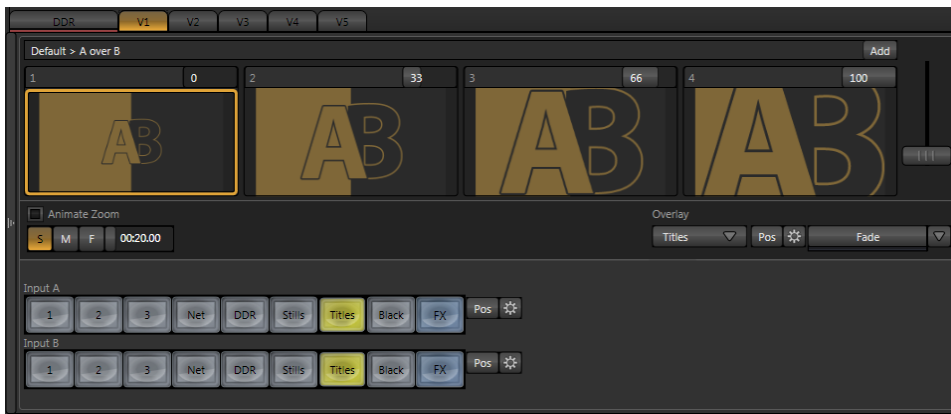 DDR V1 V2 V3 V4 V5
Default > A over B Add
1 0 2 33 3 66 4 100
AB AB AB AB
Animate Zoom Overlay
S M F 00:20.00 Titles Pos Fade
Input A
1 2 3 Net DDR Stills Titles Black FX Pos
Input B
1 2 3 Net DDR Stills Titles Black FX Pos